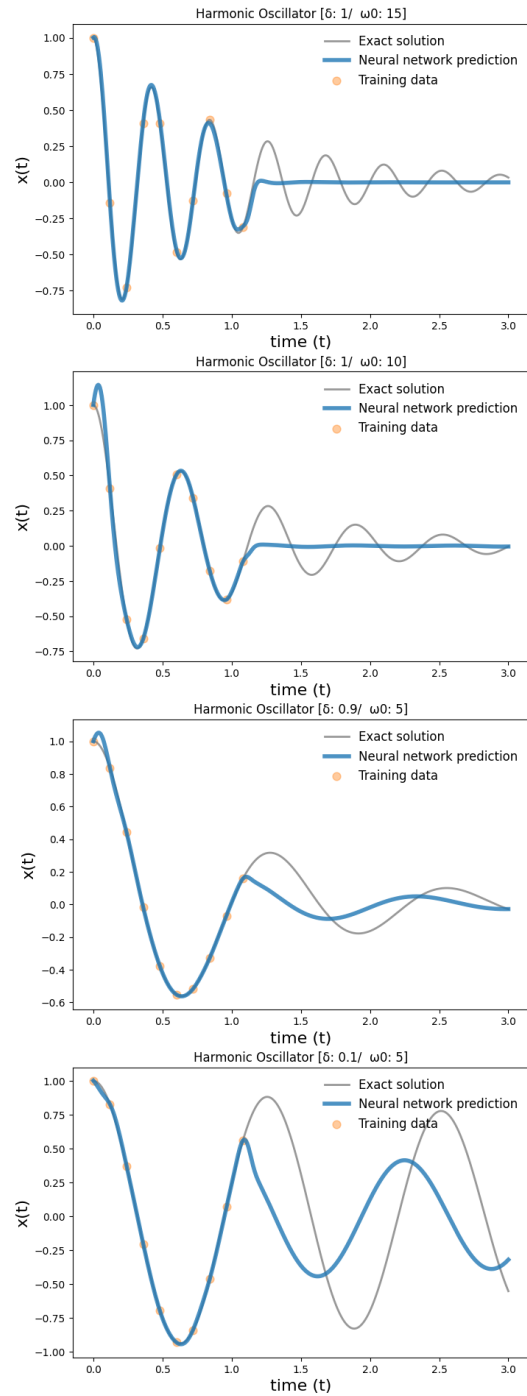 Harmonic Oscillator [δ: 1/  ω0: 15]
Exact solution
Neural network prediction
Training data
x(t)
1.00
0.75
0.50
0.25
0.00
−0.25
−0.50
−0.75
0.0 0.5 1.0 1.5 2.0 2.5 3.0
time (t)
Harmonic Oscillator [δ: 1/  ω0: 10]
Exact solution
Neural network prediction
Training data
x(t)
1.00
0.75
0.50
0.25
0.00
−0.25
−0.50
−0.75
0.0 0.5 1.0 1.5 2.0 2.5 3.0
time (t)
Harmonic Oscillator [δ: 0.9/  ω0: 5]
Exact solution
Neural network prediction
Training data
x(t)
1.0
0.8
0.6
0.4
0.2
0.0
−0.2
−0.4
−0.6
0.0 0.5 1.0 1.5 2.0 2.5 3.0
time (t)
Harmonic Oscillator [δ: 0.1/  ω0: 5]
Exact solution
Neural network prediction
Training data
x(t)
1.00
0.75
0.50
0.25
0.00
−0.25
−0.50
−0.75
−1.00
0.0 0.5 1.0 1.5 2.0 2.5 3.0
time (t)